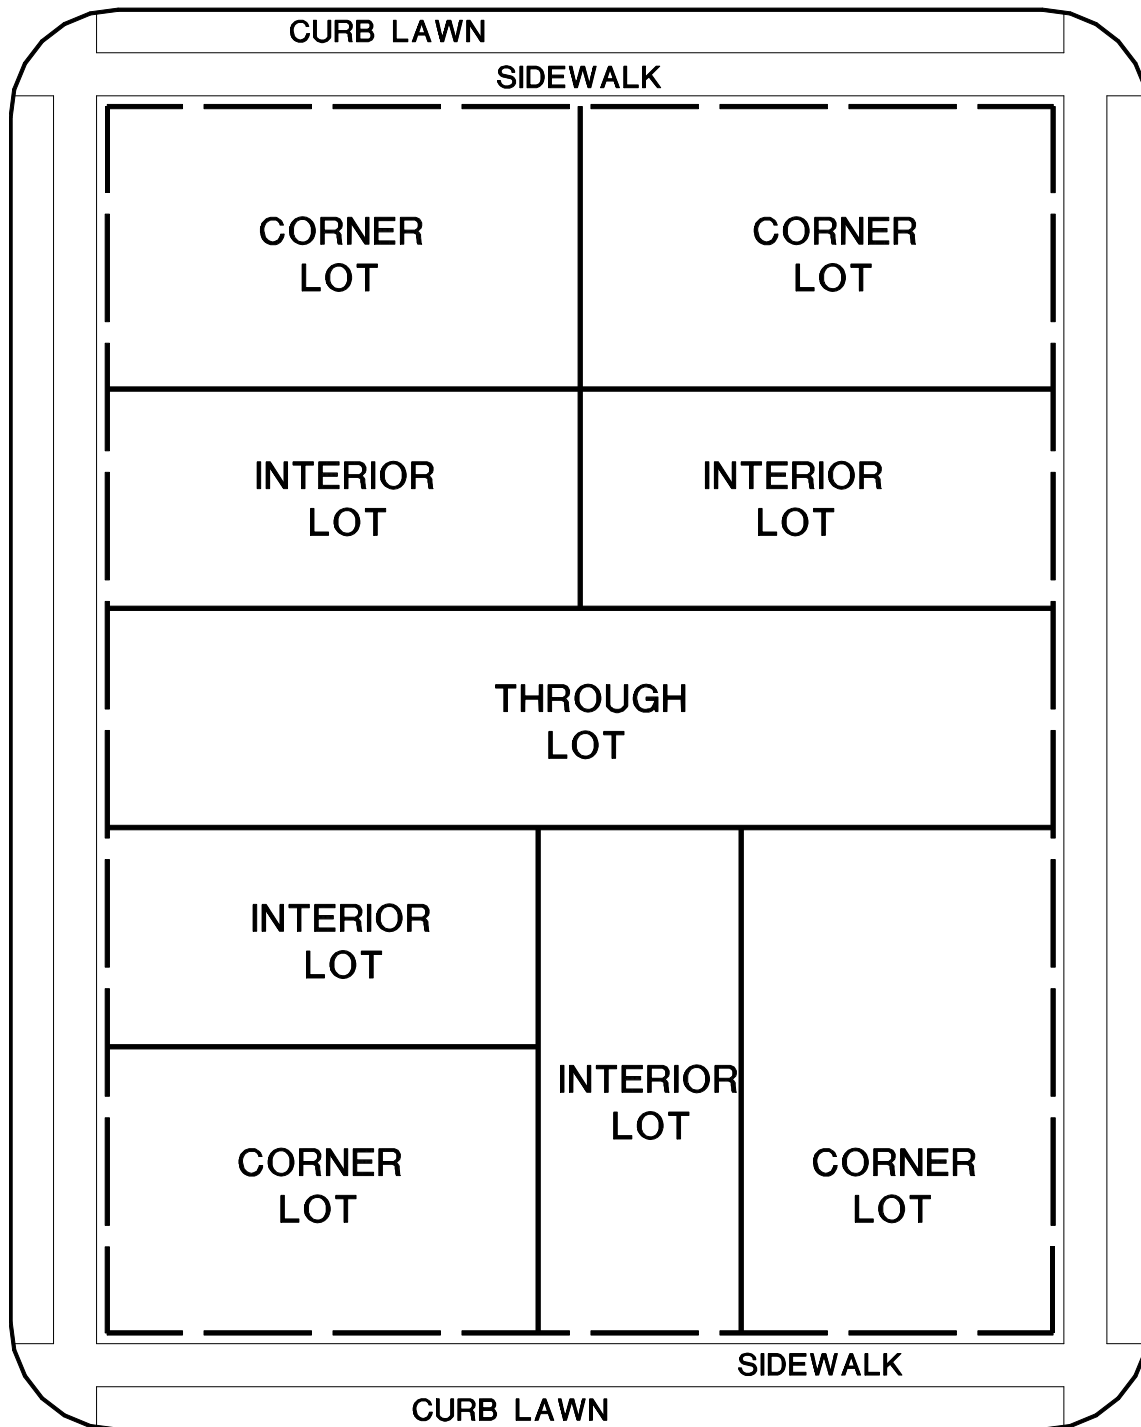 CURB LAWN
SIDEWALK
CORNER
LOT
CORNER
LOT
INTERIOR
LOT
INTERIOR
LOT
THROUGH
LOT
INTERIOR
LOT
INTERIOR
LOT
CORNER
LOT
CORNER
LOT
SIDEWALK
CURB LAWN